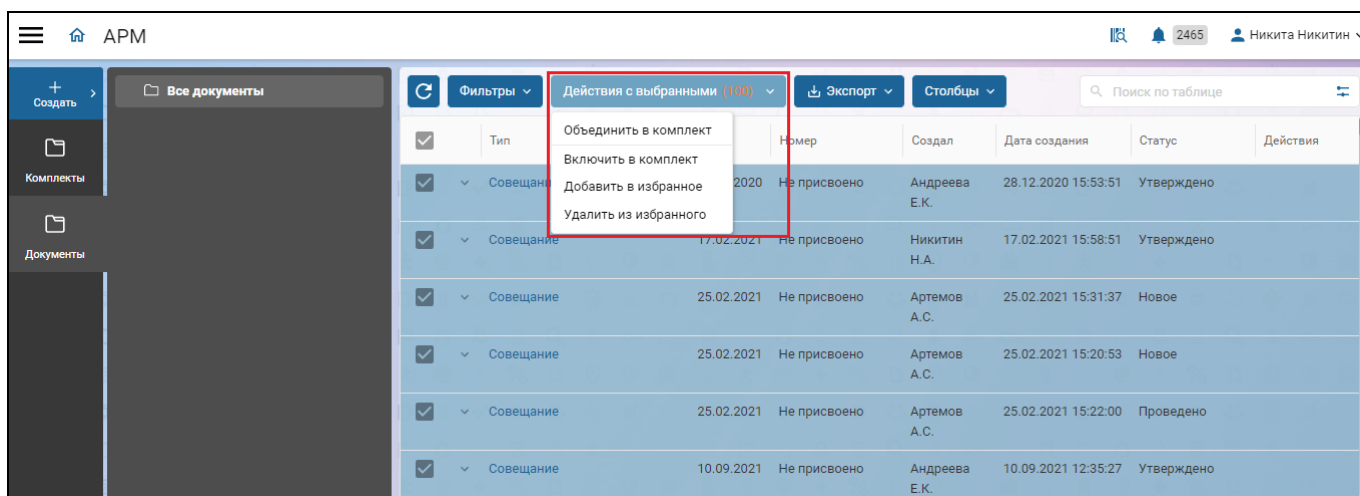 АРМ
2465
Никита Никитин
Создать
Все документы
Фильтры
Действия с выбранными (100)
Экспорт
Столбцы
Поиск по таблице
Объединить в комплект
Включить в комплект
Добавить в избранное
Удалить из избранного
Комплекты
Документы
Тип Номер Создал Дата создания Статус Действия
2020 Не присвоено Андреева 28.12.2020 15:53:51 Утверждено
Е.К.
Совещание 17.02.2021 Не присвоено Никитин 17.02.2021 15:58:51 Утверждено
Н.А.
Совещание 25.02.2021 Не присвоено Артемов 25.02.2021 15:31:37 Новое
А.С.
Совещание 25.02.2021 Не присвоено Артемов 25.02.2021 15:20:53 Новое
А.С.
Совещание 25.02.2021 Не присвоено Артемов 25.02.2021 15:22:00 Проведено
А.С.
Совещание 10.09.2021 Не присвоено Андреева 10.09.2021 12:35:27 Утверждено
Е.К.